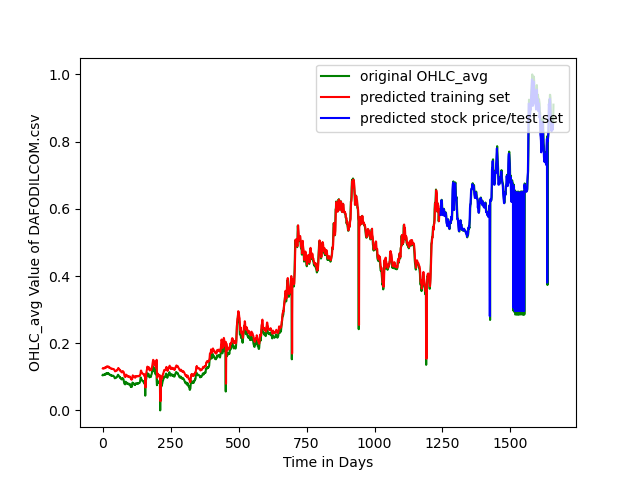 original OHLC_avg
predicted training set
predicted stock price/test set
1.0
0.8
0.6
0.4
0.2
0.0
OHLC_avg Value of DAFODILCOM.csv
0
250
500
750
1000
1250
1500
Time in Days